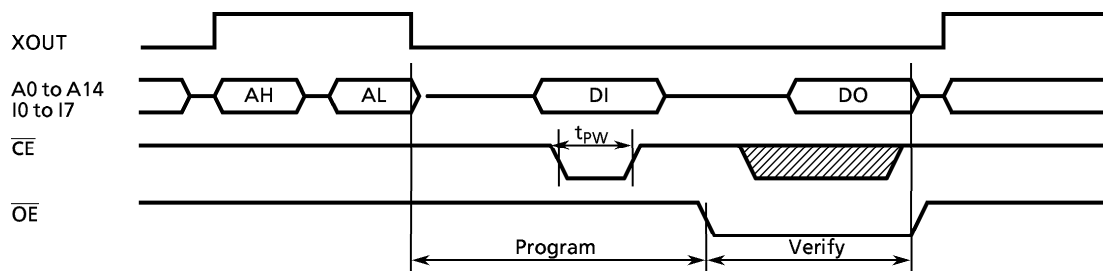 XOUT
A0 to A14
I0 to I7
AH
AL
DI
DO
CE
tPW
OE
Program
Verify